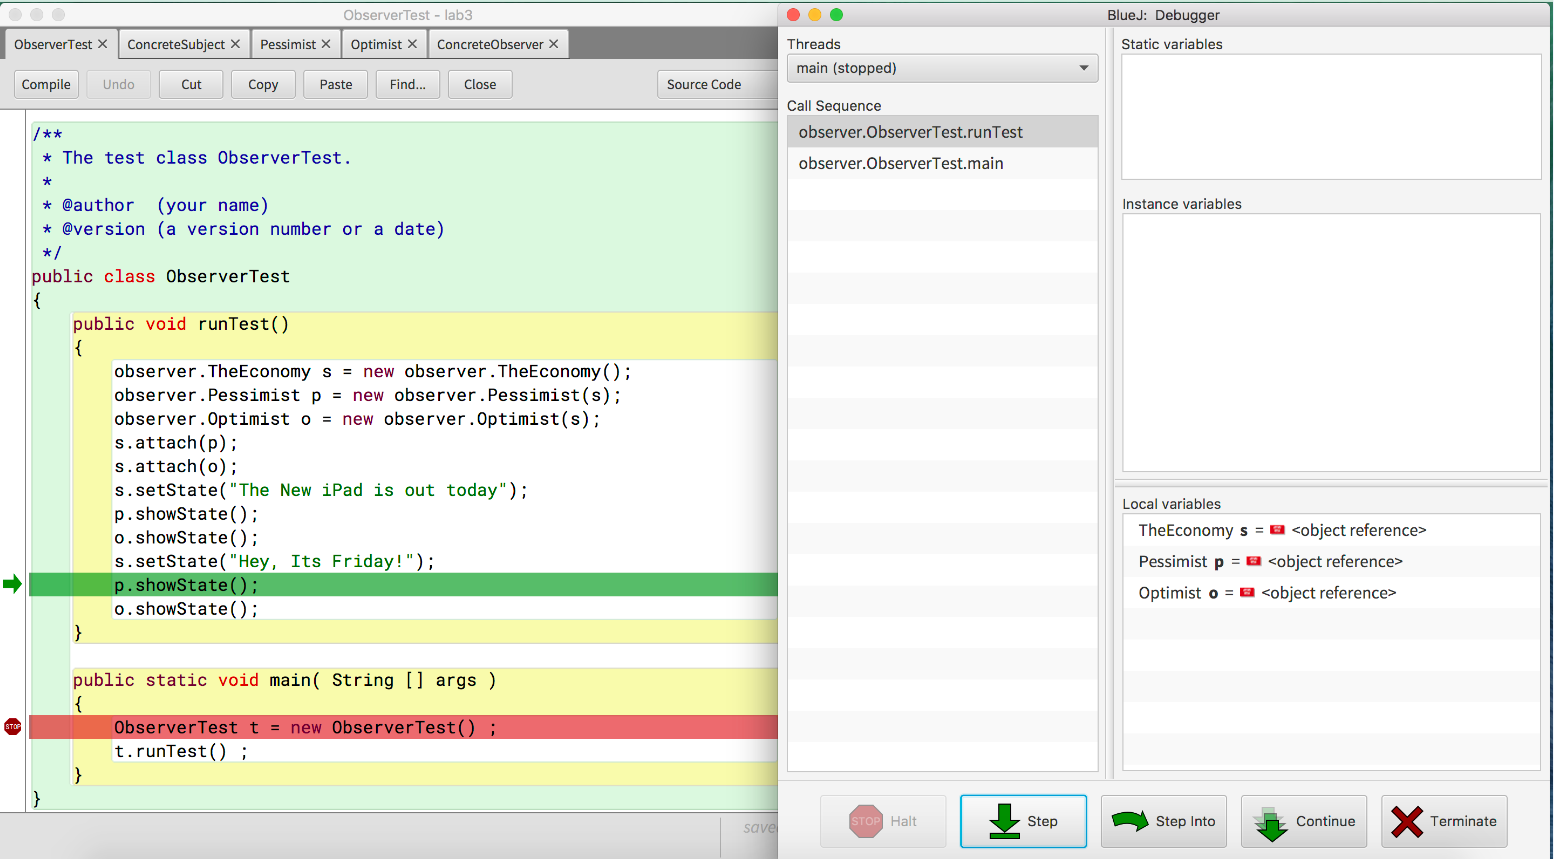 ObserverTest - lab3
ObserverTest ✕ ConcreteSubject ✕ Pessimist ✕ Optimist ✕ ConcreteObserver ✕
Compile Undo Cut Copy Paste Find... Close Source Code
/**
 * The test class ObserverTest.
 *
 * @author  (your name)
 * @version (a version number or a date)
 */
public class ObserverTest
{
    public void runTest()
    {
        observer.TheEconomy s = new observer.TheEconomy();
        observer.Pessimist p = new observer.Pessimist(s);
        observer.Optimist o = new observer.Optimist(s);
        s.attach(p);
        s.attach(o);
        s.setState("The New iPad is out today");
        p.showState();
        o.showState();
        s.setState("Hey, Its Friday!");
        p.showState();
        o.showState();
    }
    public static void main( String [] args )
    {
STOP
        ObserverTest t = new ObserverTest() ;
        t.runTest() ;
    }
}
BlueJ: Debugger
Threads
main (stopped)
Call Sequence
observer.ObserverTest.runTest
observer.ObserverTest.main
Static variables
Instance variables
Local variables
TheEconomy s = <object reference>
Pessimist p = <object reference>
Optimist o = <object reference>
STOP Halt
Step
Step Into
Continue
Terminate